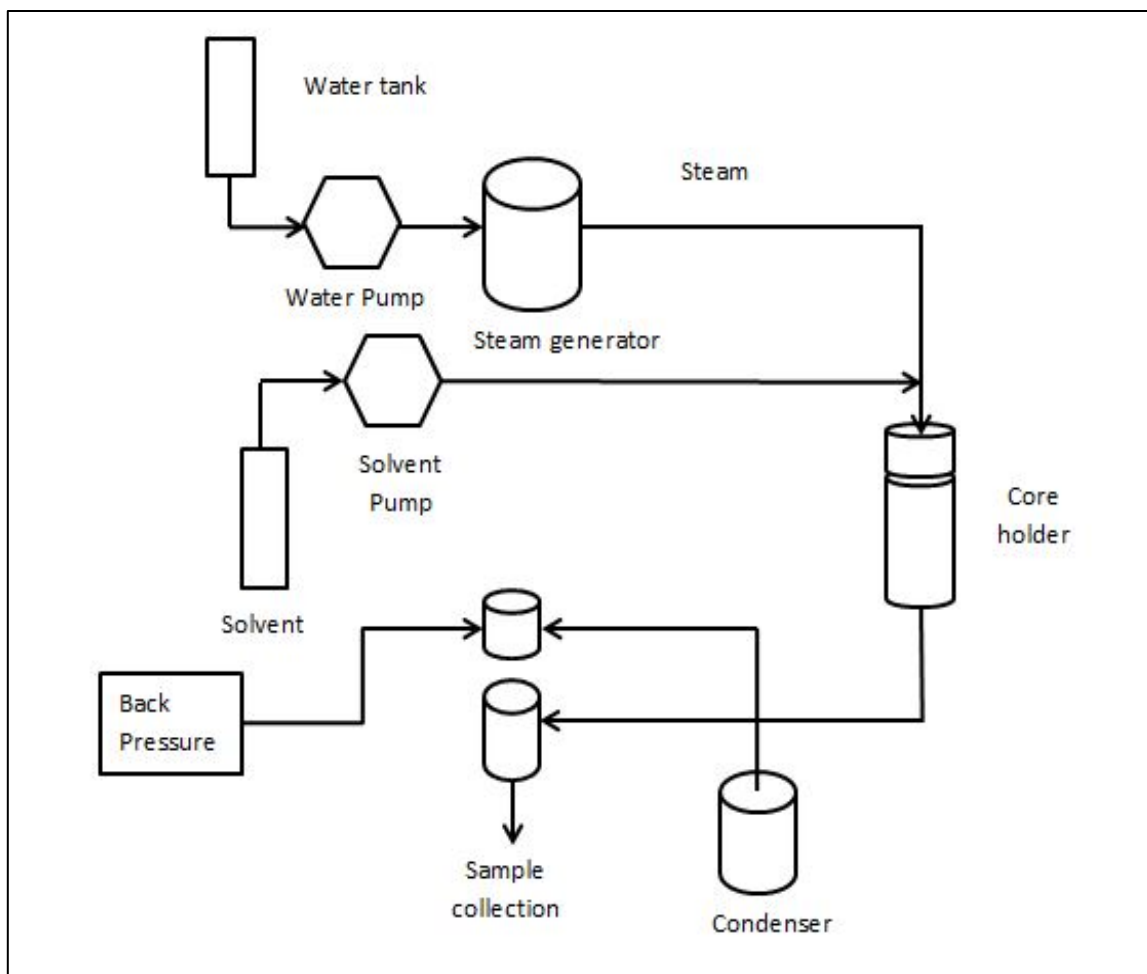 Water tank
Steam
Water Pump
Steam generator
Solvent
Pump
Core
holder
Solvent
Back
Pressure
Sample
collection
Condenser